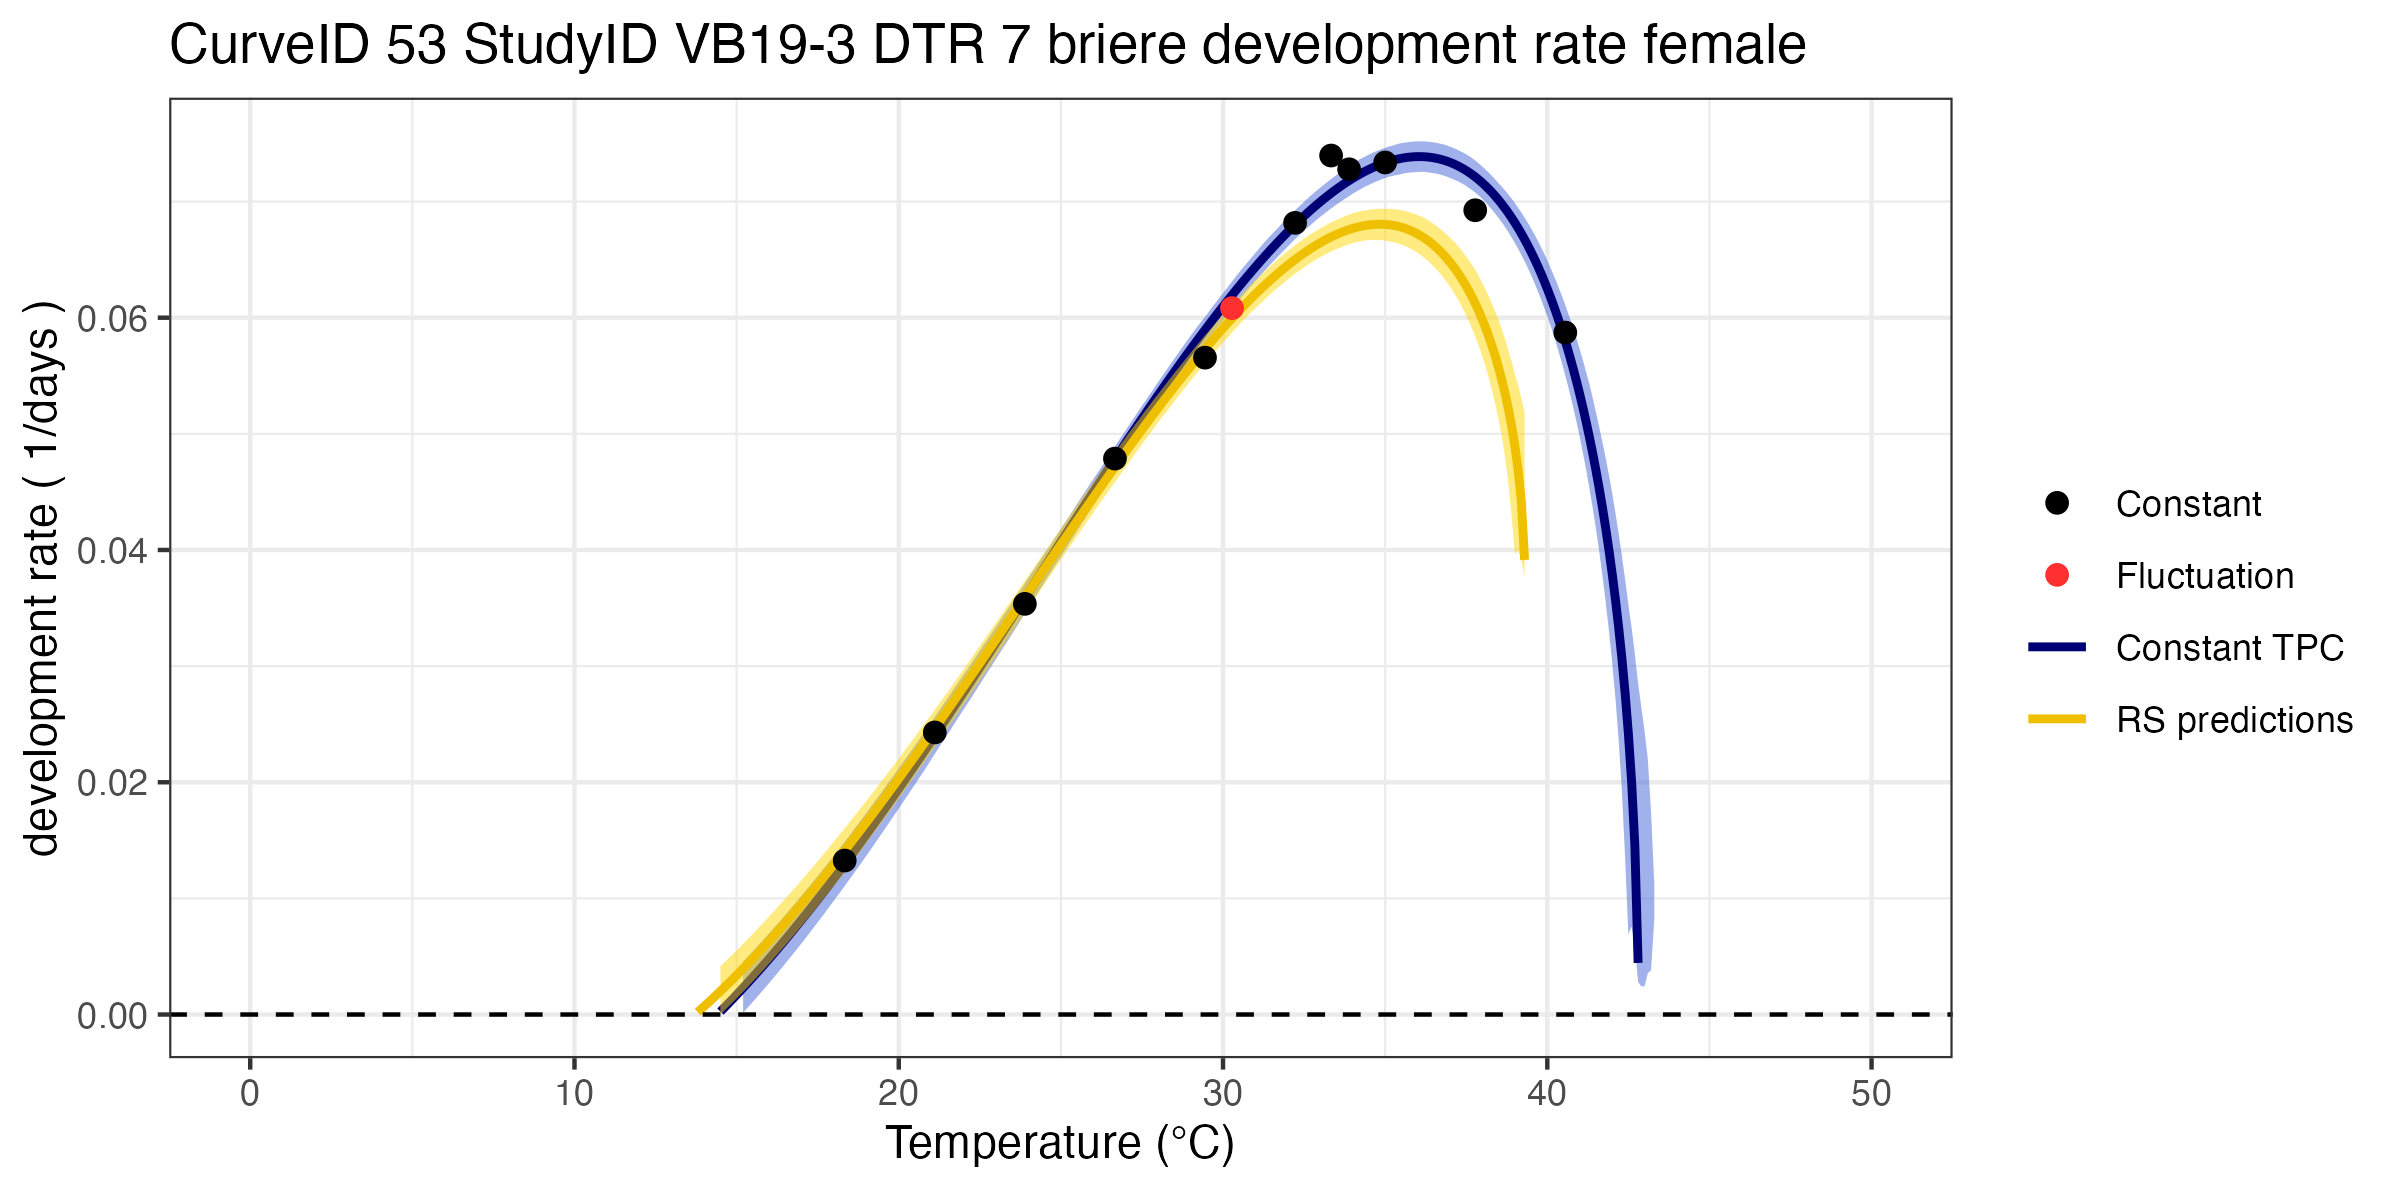 CurveID 53 StudyID VB19-3 DTR 7 briere development rate female
development rate ( 1/days )
0.06
0.04
0.02
0.00
0 10 20 30 40 50
Temperature (°C)
Constant
Fluctuation
Constant TPC
RS predictions